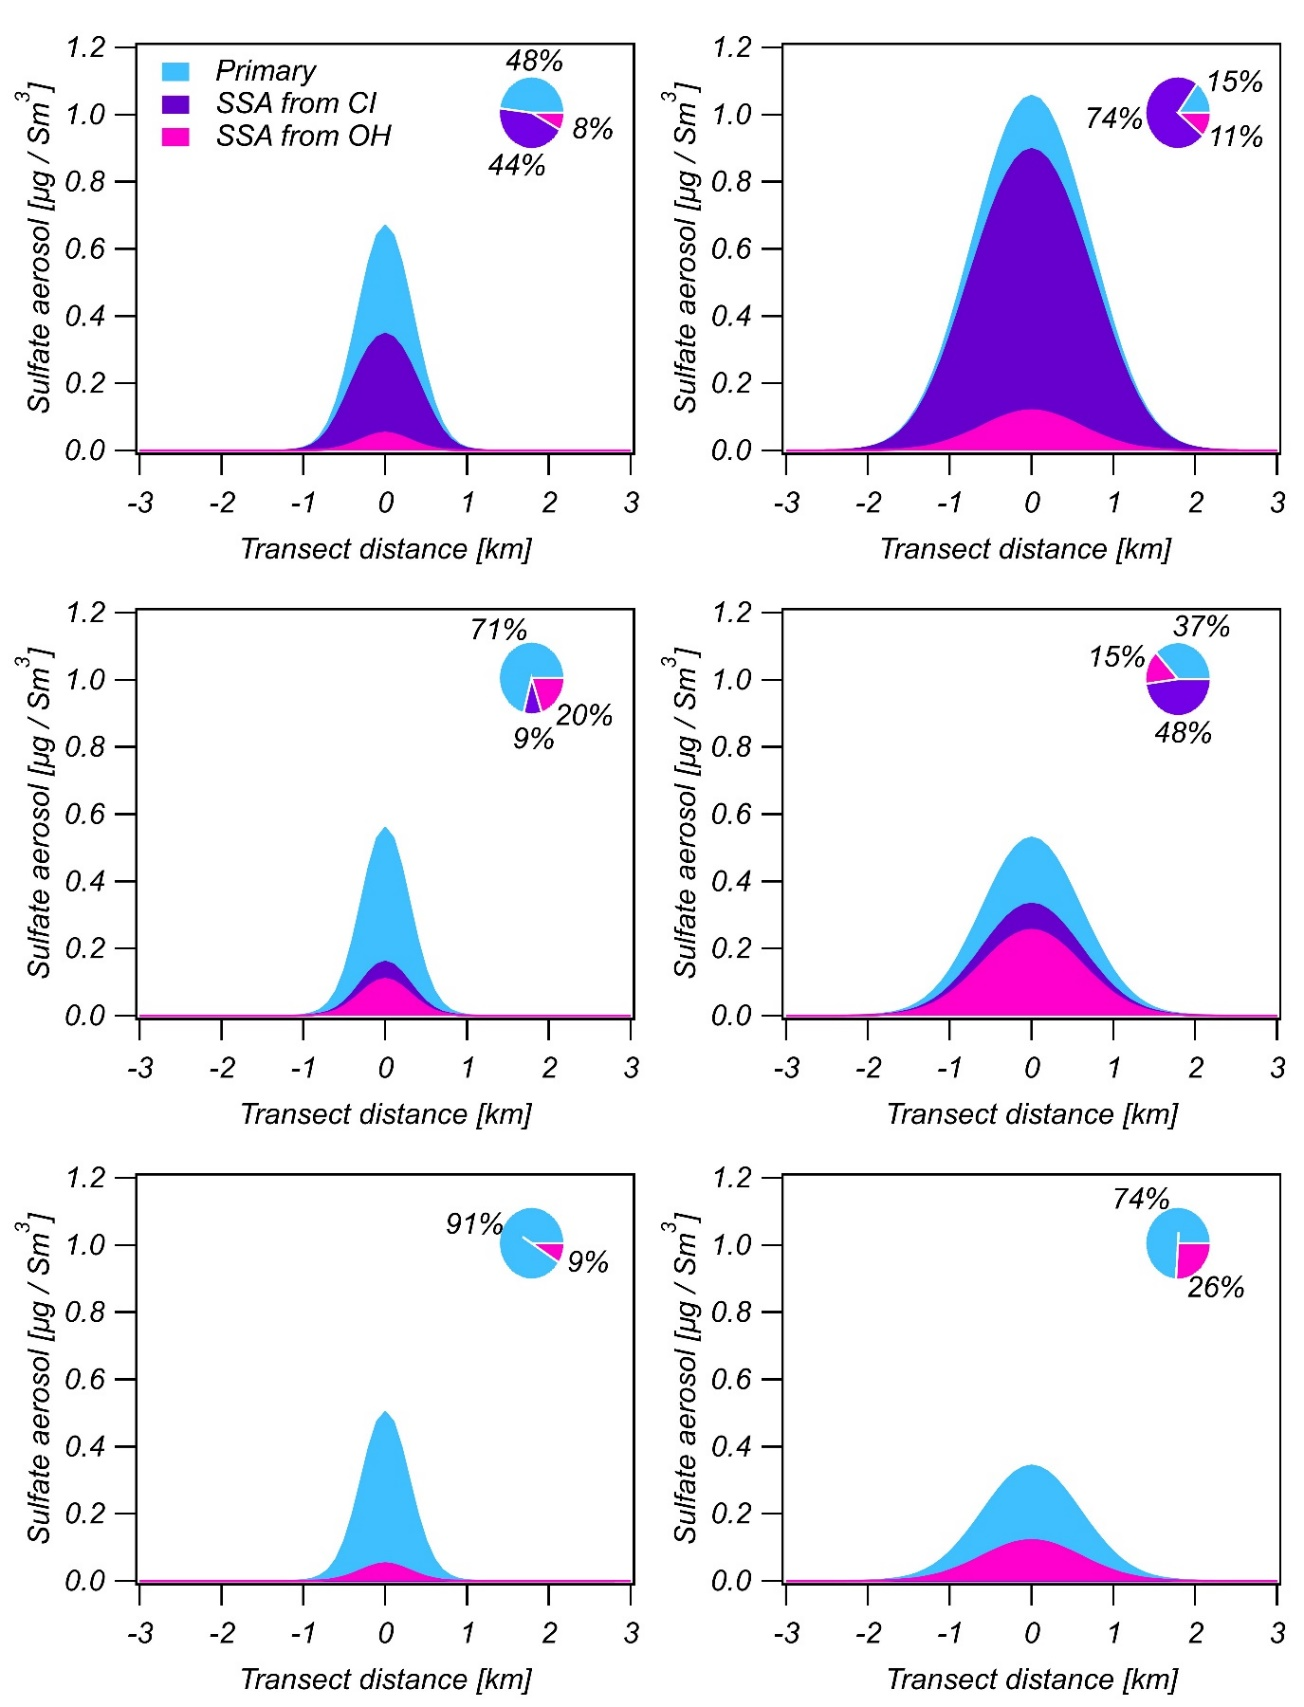 1.2
1.0
0.8
0.6
0.4
0.2
0.0
Sulfate aerosol [µg / Sm³]
Primary
SSA from CI
SSA from OH
48%
8%
44%
-3 -2 -1 0 1 2 3
Transect distance [km]
1.2
1.0
0.8
0.6
0.4
0.2
0.0
Sulfate aerosol [µg / Sm³]
15%
74%
11%
-3 -2 -1 0 1 2 3
Transect distance [km]
1.2
1.0
0.8
0.6
0.4
0.2
0.0
Sulfate aerosol [µg / Sm³]
71%
20%
9%
-3 -2 -1 0 1 2 3
Transect distance [km]
1.2
1.0
0.8
0.6
0.4
0.2
0.0
Sulfate aerosol [µg / Sm³]
37%
15%
48%
-3 -2 -1 0 1 2 3
Transect distance [km]
1.2
1.0
0.8
0.6
0.4
0.2
0.0
Sulfate aerosol [µg / Sm³]
91%
9%
-3 -2 -1 0 1 2 3
Transect distance [km]
1.2
1.0
0.8
0.6
0.4
0.2
0.0
Sulfate aerosol [µg / Sm³]
74%
26%
-3 -2 -1 0 1 2 3
Transect distance [km]